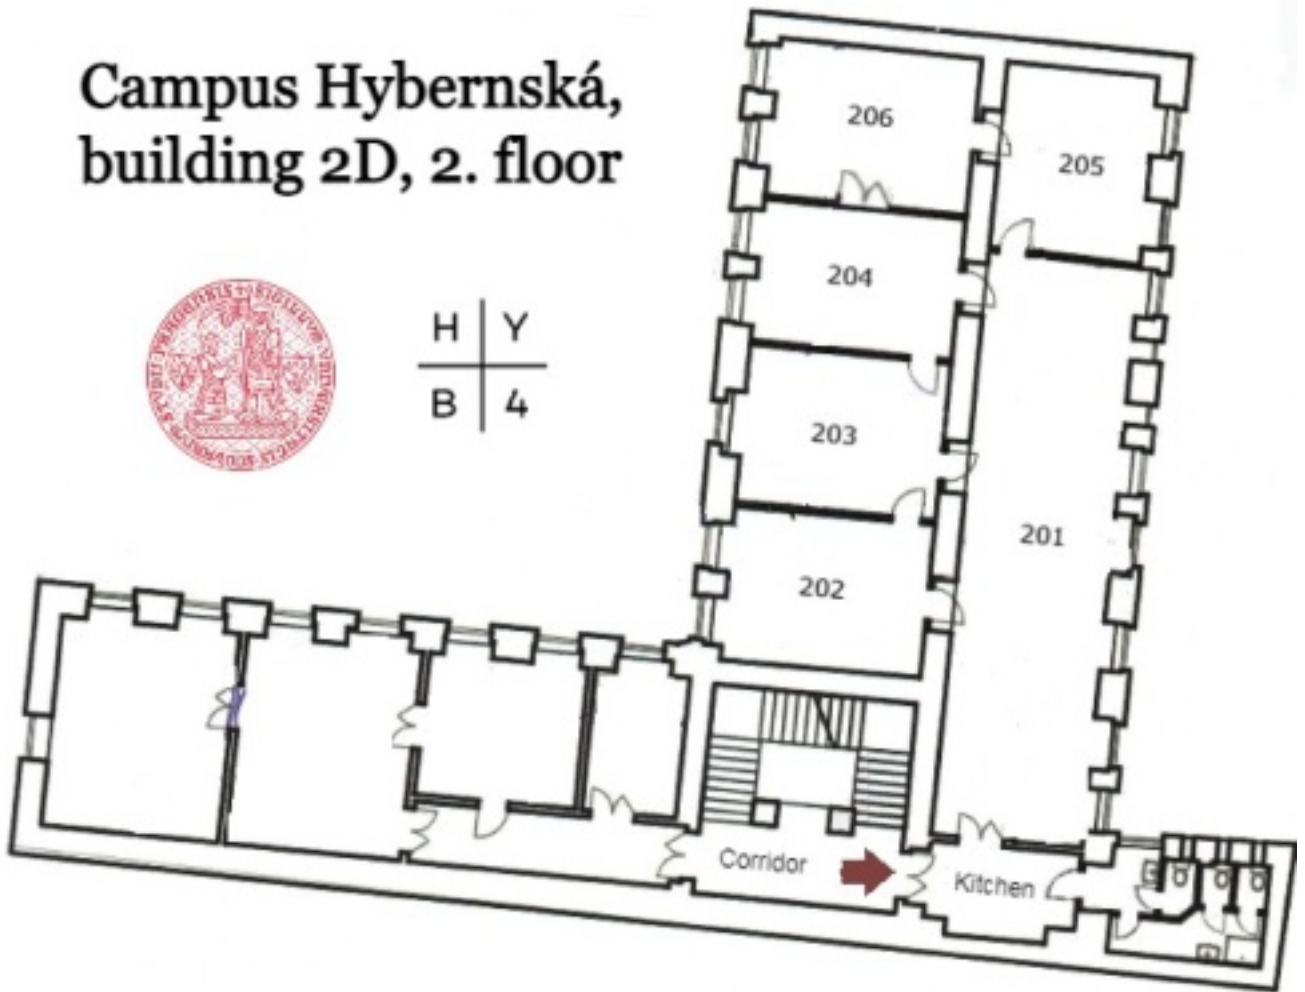 Campus Hybernská,
building 2D, 2. floor
H Y
B 4
206
205
204
203
201
202
Corridor
Kitchen